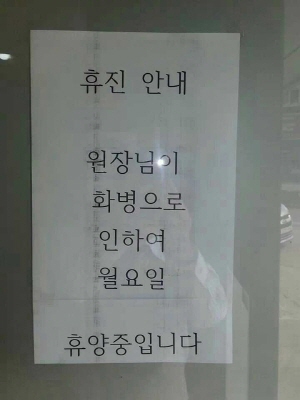 휴진 안내
원장님이
화병으로
인하여
월요일
휴양중입니다